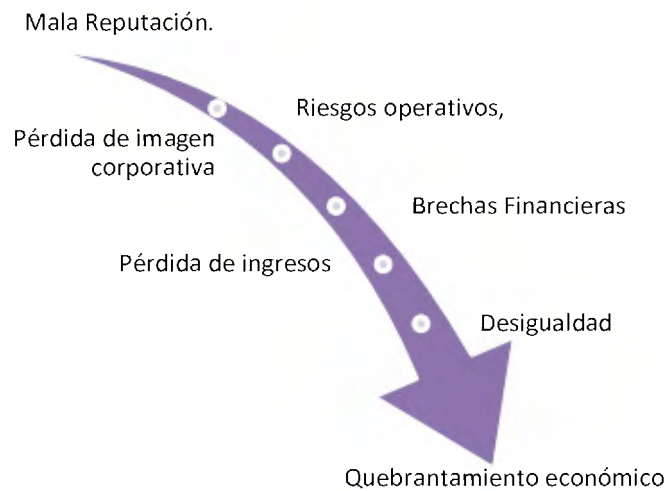 Mala Reputación.
Riesgos operativos,
Pérdida de imagen
corporativa
Brechas Financieras
Pérdida de ingresos
Desigualdad
Quebrantamiento económico